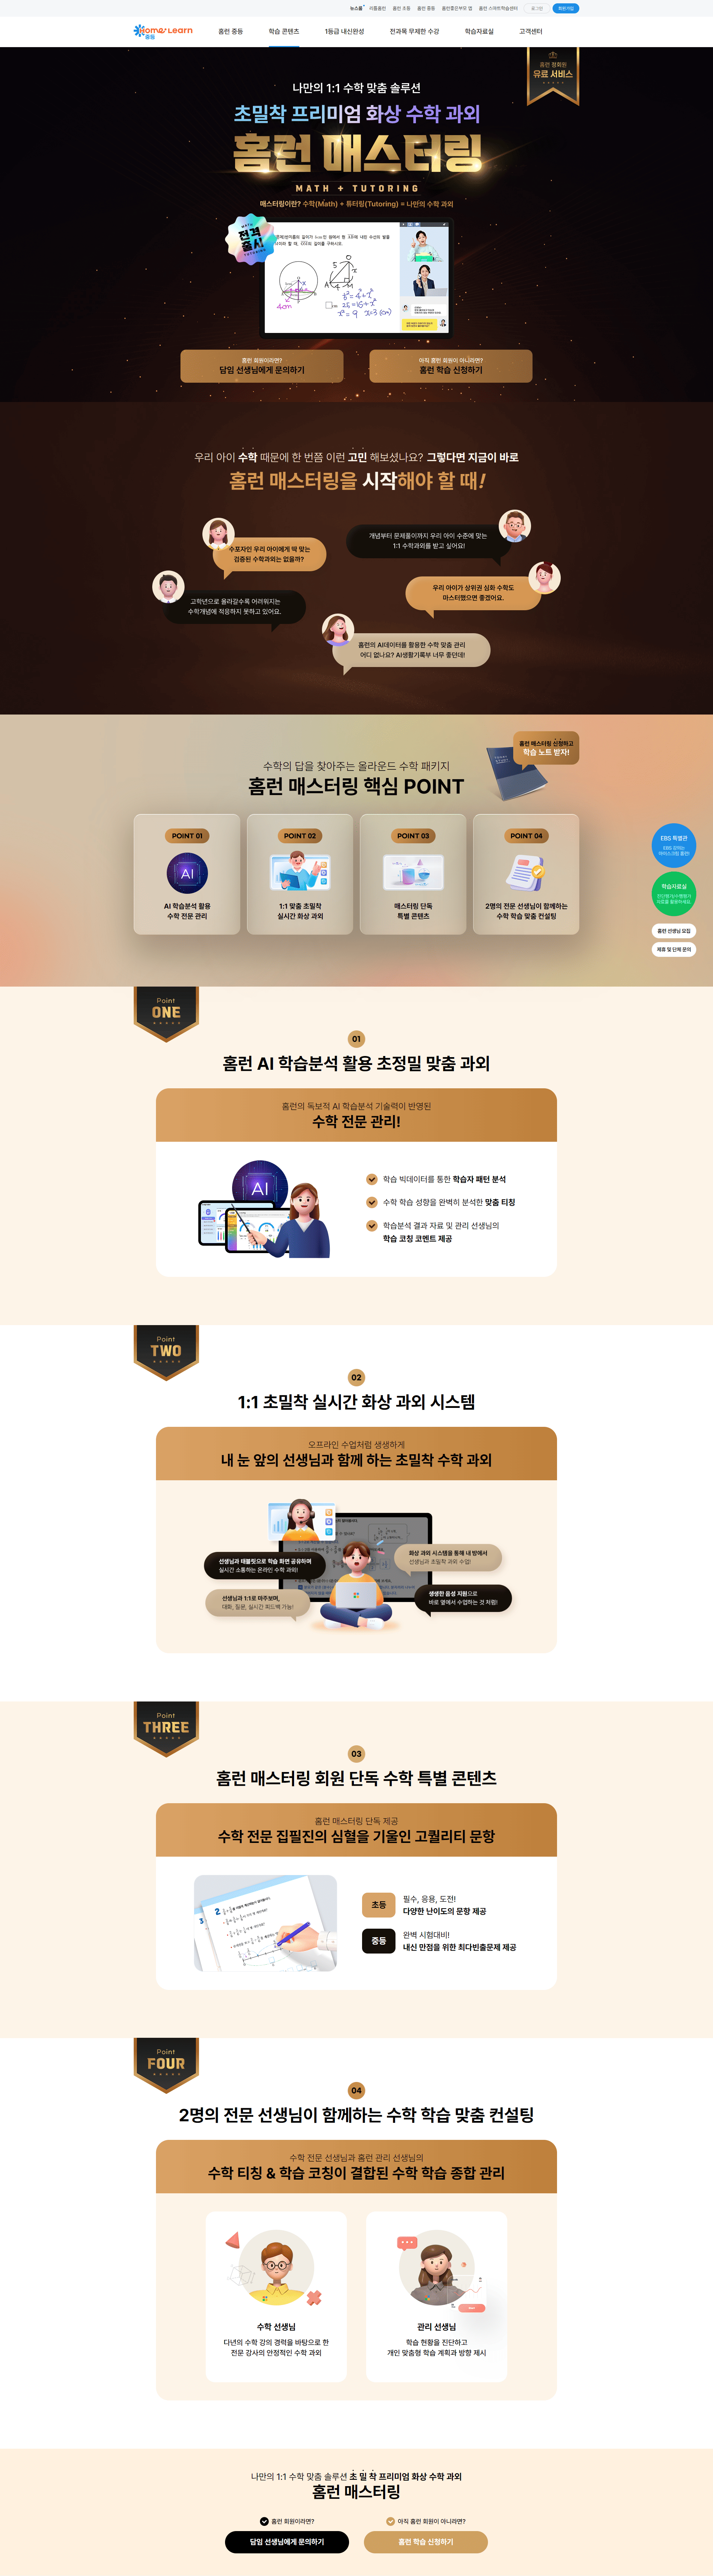 뉴스룸
리틀홈런
홈런 초등
홈런 중등
홈런좋은부모 앱
홈런 스마트학습센터
로그인
회원가입
Home Learn
중등
홈런 중등
학습 콘텐츠
1등급 내신완성
전과목 무제한 수강
학습자료실
고객센터
홈런 정회원
유료 서비스
나만의 1:1 수학 맞춤 솔루션
초밀착 프리미엄 화상 수학 과외
홈런 매스터링
MATH + TUTORING
매스터링이란? 수학(Math) + 튜터링(Tutoring) = 나만의 수학 과외
전격
출시!
홈런 회원이라면?
담임 선생님에게 문의하기
아직 홈런 회원이 아니라면?
홈런 학습 신청하기
우리 아이 수학 때문에 한 번쯤 이런 고민 해보셨나요? 그렇다면 지금이 바로
홈런 매스터링을 시작해야 할 때!
수포자인 우리 아이에게 딱 맞는
검증된 수학과외는 없을까?
개념부터 문제풀이까지 우리 아이 수준에 맞는
1:1 수학과외를 받고 싶어요!
고학년으로 올라갈수록 어려워지는
수학개념에 적응하지 못하고 있어요.
우리 아이가 상위권 심화 수학도
마스터했으면 좋겠어요.
홈런의 AI데이터를 활용한 수학 맞춤 관리
어디 없나요? AI생활기록부 너무 좋던데!
홈런 매스터링 신청하고
학습 노트 받자!
수학의 답을 찾아주는 올라운드 수학 패키지
홈런 매스터링 핵심 POINT
POINT 01
AI
AI 학습분석 활용
수학 전문 관리
POINT 02
1:1 맞춤 초밀착
실시간 화상 과외
POINT 03
매스터링 단독
특별 콘텐츠
POINT 04
2명의 전문 선생님이 함께하는
수학 학습 맞춤 컨설팅
EBS 특별관
학습자료실
홈런 선생님 모집
제휴 및 단체 문의
Point
ONE
01
홈런 AI 학습분석 활용 초정밀 맞춤 과외
홈런의 독보적 AI 학습분석 기술력이 반영된
수학 전문 관리!
AI
학습 빅데이터를 통한 학습자 패턴 분석
수학 학습 성향을 완벽히 분석한 맞춤 티칭
학습분석 결과 자료 및 관리 선생님의
학습 코칭 코멘트 제공
Point
TWO
02
1:1 초밀착 실시간 화상 과외 시스템
오프라인 수업처럼 생생하게
내 눈 앞의 선생님과 함께 하는 초밀착 수학 과외
선생님과 태블릿으로 학습 화면 공유하며
실시간 소통하는 온라인 수학 과외!
화상 과외 시스템을 통해 내 방에서
선생님과 초밀착 과외 수업!
선생님과 1:1로 마주보며,
대화, 질문, 실시간 피드백 가능!
생생한 음성 지원으로
바로 앞에서 수업하는 것 처럼!
Point
THREE
03
홈런 매스터링 회원 단독 수학 특별 콘텐츠
홈런 매스터링 단독 제공
수학 전문 집필진의 심혈을 기울인 고퀄리티 문항
초등
필수, 응용, 도전!
다양한 난이도의 문항 제공
중등
완벽 시험대비!
내신 만점을 위한 최다빈출문제 제공
Point
FOUR
04
2명의 전문 선생님이 함께하는 수학 학습 맞춤 컨설팅
수학 전문 선생님과 홈런 관리 선생님의
수학 티칭 & 학습 코칭이 결합된 수학 학습 종합 관리
수학 선생님
다년의 수학 강의 경력을 바탕으로 한
전문 강사의 안정적인 수학 과외
관리 선생님
학습 현황을 진단하고
개인 맞춤형 학습 계획과 방향 제시
나만의 1:1 수학 맞춤 솔루션 초밀착 프리미엄 화상 수학 과외
홈런 매스터링
홈런 회원이라면?
담임 선생님에게 문의하기
아직 홈런 회원이 아니라면?
홈런 학습 신청하기